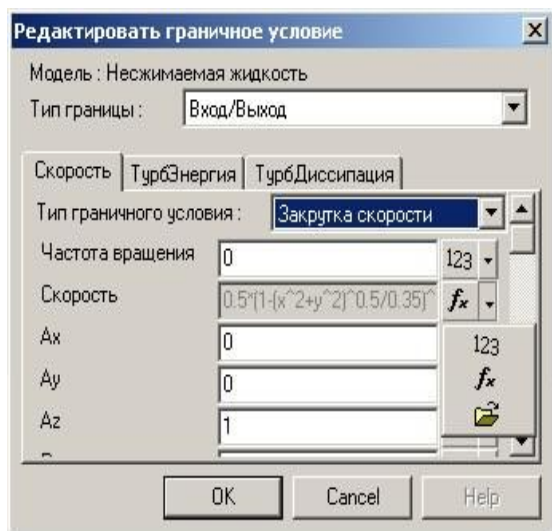 Редактировать граничное условие
Модель : Несжимаемая жидкость
Тип границы : Вход/Выход
Скорость ТурбЭнергия ТурбДиссипация
Тип граничного условия : Закрутка скорости
Частота вращения 0 123
Скорость 0.5*(1-(x^2+y^2)^0.5/0.35)^ fx
Ax 0 123
Ay 0 fx
Az 1
OK Cancel Help